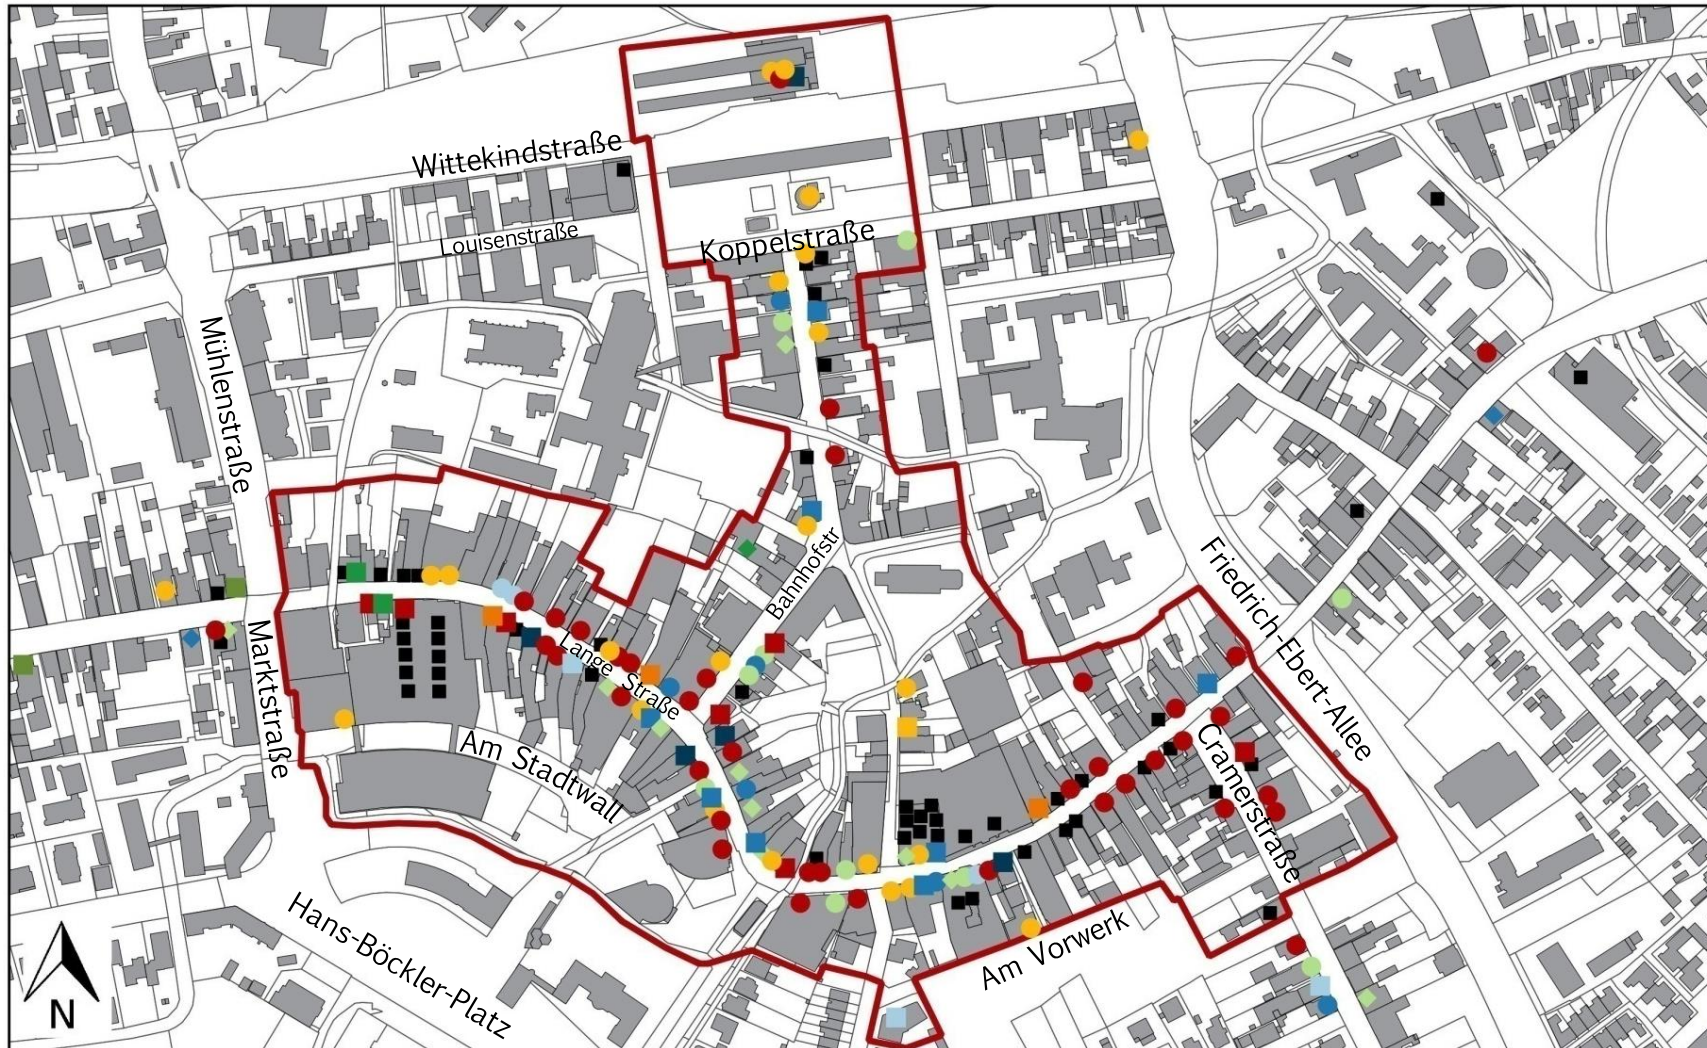 Wittekindstraße
Louisenstraße
Koppelstraße
Mühlenstraße
Bahnhofstr
Friedrich-Ebert-Allee
Marktstraße
Lange Straße
Am Stadtwall
Cramerstraße
Hans-Böckler-Platz
Am Vorwerk
N